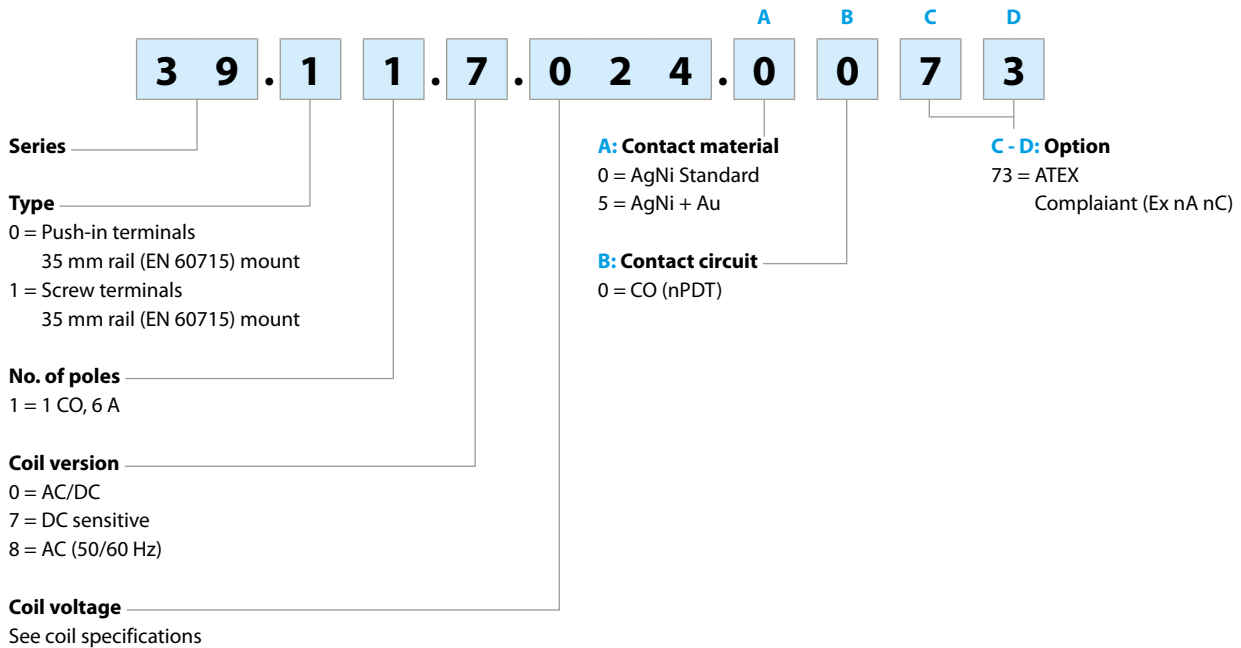 A B C D
3 9 . 1 1 . 7 . 0 2 4 . 0 0 7 3
Series
Type
0 = Push-in terminals
35 mm rail (EN 60715) mount
1 = Screw terminals
35 mm rail (EN 60715) mount
No. of poles
1 = 1 CO, 6 A
Coil version
0 = AC/DC
7 = DC sensitive
8 = AC (50/60 Hz)
Coil voltage
See coil specifications
A: Contact material
0 = AgNi Standard
5 = AgNi + Au
B: Contact circuit
0 = CO (nPDT)
C - D: Option
73 = ATEX
Complaiant (Ex nA nC)